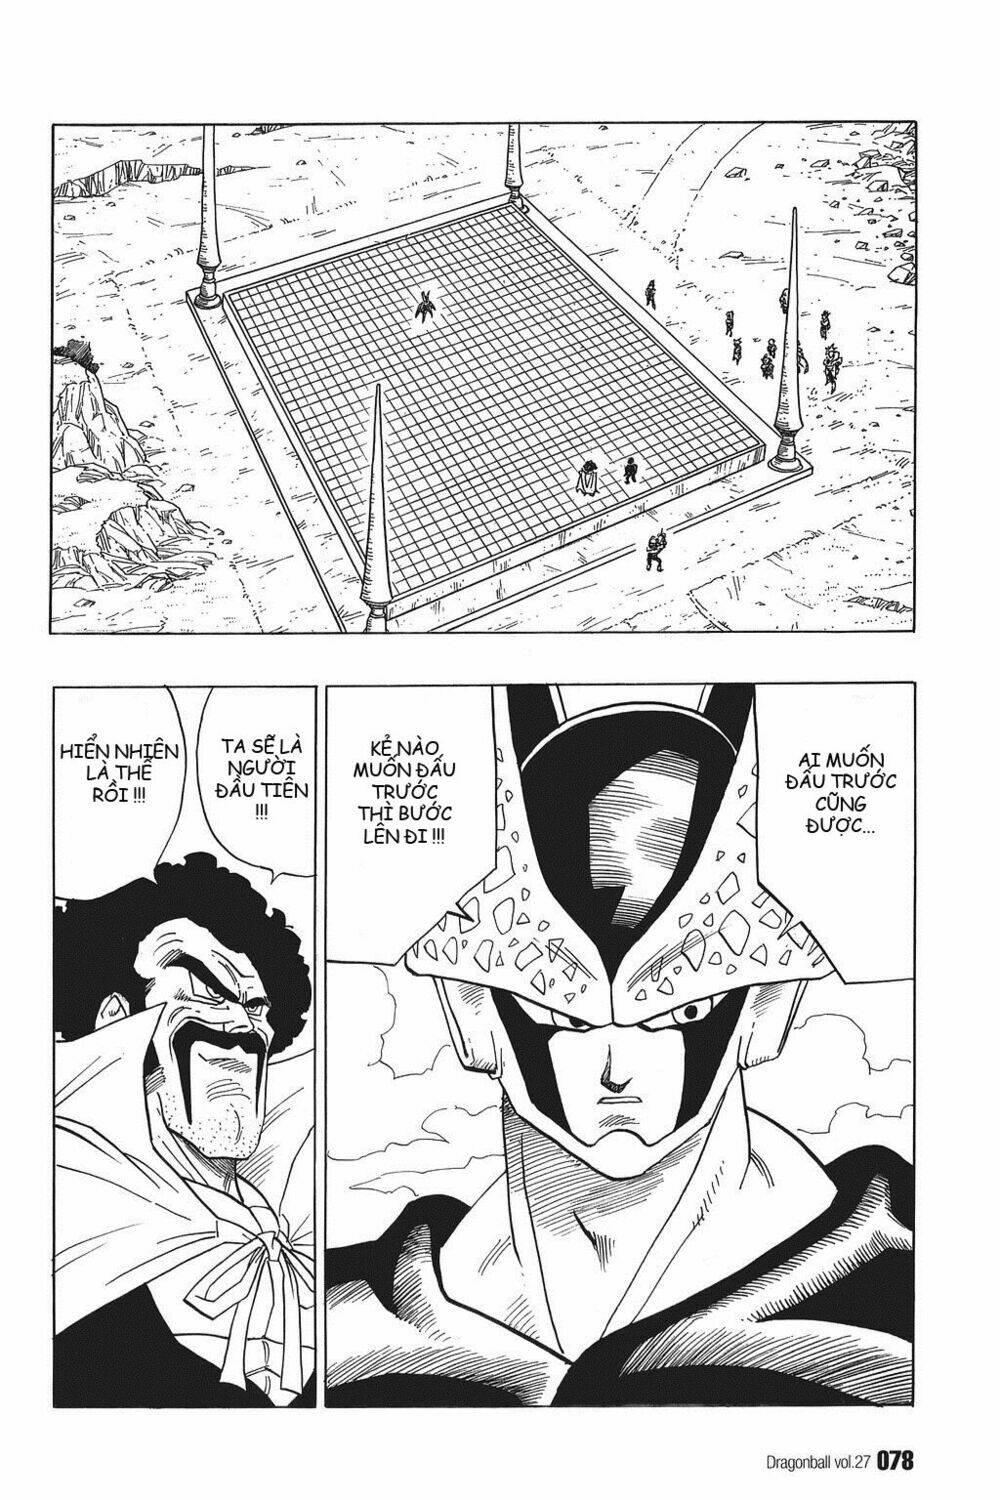 AI MUỐN
ĐẤU TRƯỚC
CŨNG
ĐƯỢC...
KẺ NÀO
MUỐN ĐẤU
TRƯỚC
THÌ BƯỚC
LÊN ĐI !!!
TA SẼ LÀ
NGƯỜI
ĐẦU TIÊN
!!!
HIỂN NHIÊN
LÀ THẾ
RỒI !!!
Dragonball vol.27 078